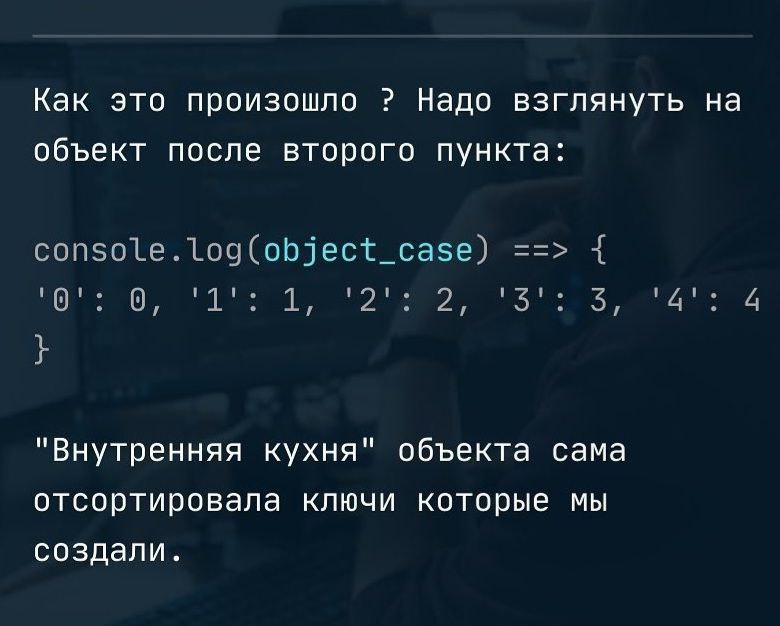 Как это произошло ? Надо взглянуть на
объект после второго пункта:
console.log(object_case) ==> {
'0': 0, '1': 1, '2': 2, '3': 3, '4': 4
}
"Внутренняя кухня" объекта сама
отсортировала ключи которые мы
создали.